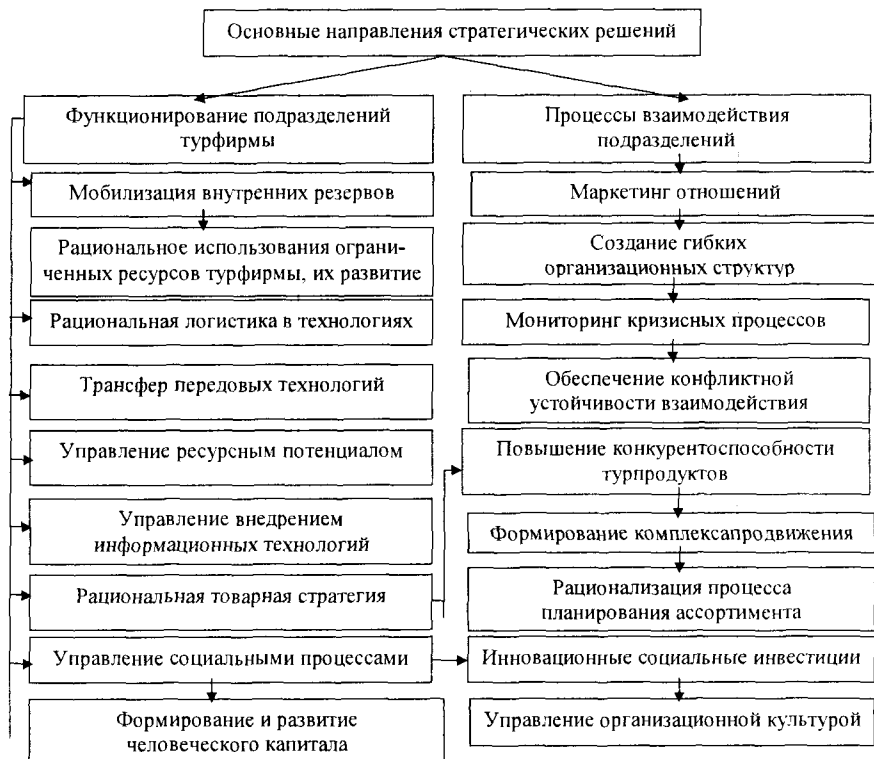 Основные направления стратегических решений
Функционирование подразделений
турфирмы
Мобилизация внутренних резервов
Рациональное использования ограни-
ченных ресурсов турфирмы, их развитие
Рациональная логистика в технологиях
Трансфер передовых технологий
Управление ресурсным потенциалом
Управление внедрением
информационных технологий
Рациональная товарная стратегия
Управление социальными процессами
Формирование и развитие
человеческого капитала
Процессы взаимодействия
подразделений
Маркетинг отношений
Создание гибких
организационных структур
Мониторинг кризисных процессов
Обеспечение конфликтной
устойчивости взаимодействия
Повышение конкурентоспособности
турпродуктов
Формирование комплексапродвижения
Рационализация процесса
планирования ассортимента
Инновационные социальные инвестиции
Управление организационной культурой